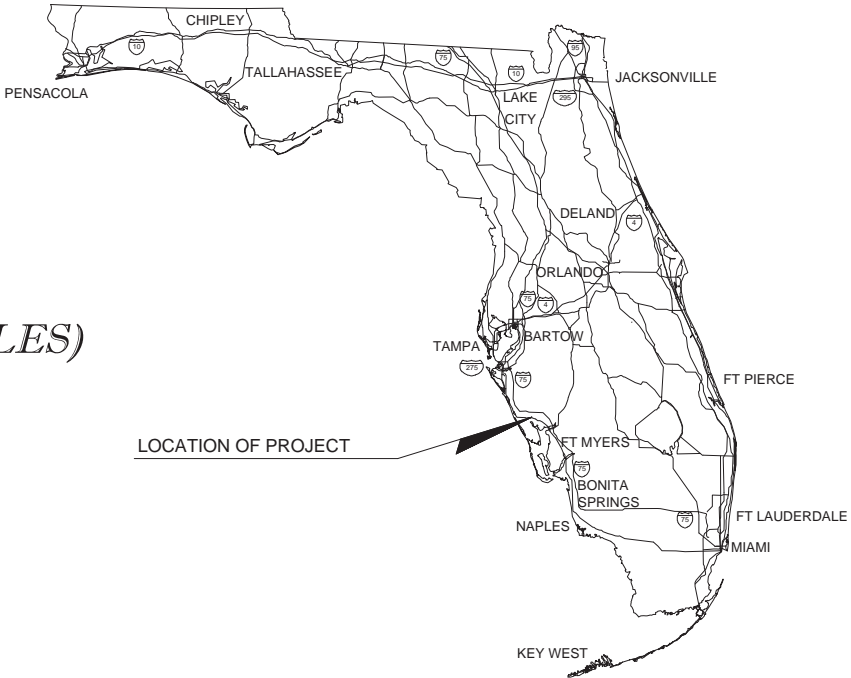 CHIPLEY
10
75
95
TALLAHASSEE
10
JACKSONVILLE
PENSACOLA
LAKE
CITY
295
DELAND
4
ORLANDO
75
4
LES)
TAMPA
BARTOW
275
75
FT PIERCE
LOCATION OF PROJECT
FT MYERS
75
BONITA
SPRINGS
NAPLES
75
FT LAUDERDALE
MIAMI
KEY WEST